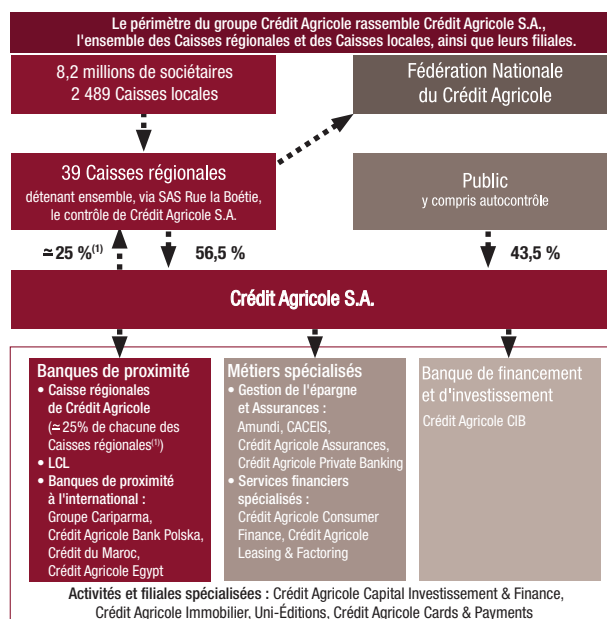 Le périmètre du groupe Crédit Agricole rassemble Crédit Agricole S.A.,
l'ensemble des Caisses régionales et des Caisses locales, ainsi que leurs filiales.
8,2 millions de sociétaires
2 489 Caisses locales
Fédération Nationale
du Crédit Agricole
39 Caisses régionales
détenant ensemble, via SAS Rue la Boétie,
le contrôle de Crédit Agricole S.A.
Public
y compris autocontrôle
≃ 25 %(1)
56,5 %
43,5 %
Crédit Agricole S.A.
Banques de proximité
• Caisse régionales
de Crédit Agricole
(≃ 25% de chacune des
Caisses régionales(1))
• LCL
• Banques de proximité
à l'international :
Groupe Cariparma,
Crédit Agricole Bank Polska,
Crédit du Maroc,
Crédit Agricole Egypt
Métiers spécialisés
• Gestion de l'épargne
et Assurances :
Amundi, CACEIS,
Crédit Agricole Assurances,
Crédit Agricole Private Banking
• Services financiers
spécialisés :
Crédit Agricole Consumer
Finance, Crédit Agricole
Leasing & Factoring
Banque de financement
et d'investissement
Crédit Agricole CIB
Activités et filiales spécialisées : Crédit Agricole Capital Investissement & Finance,
Crédit Agricole Immobilier, Uni-Éditions, Crédit Agricole Cards & Payments